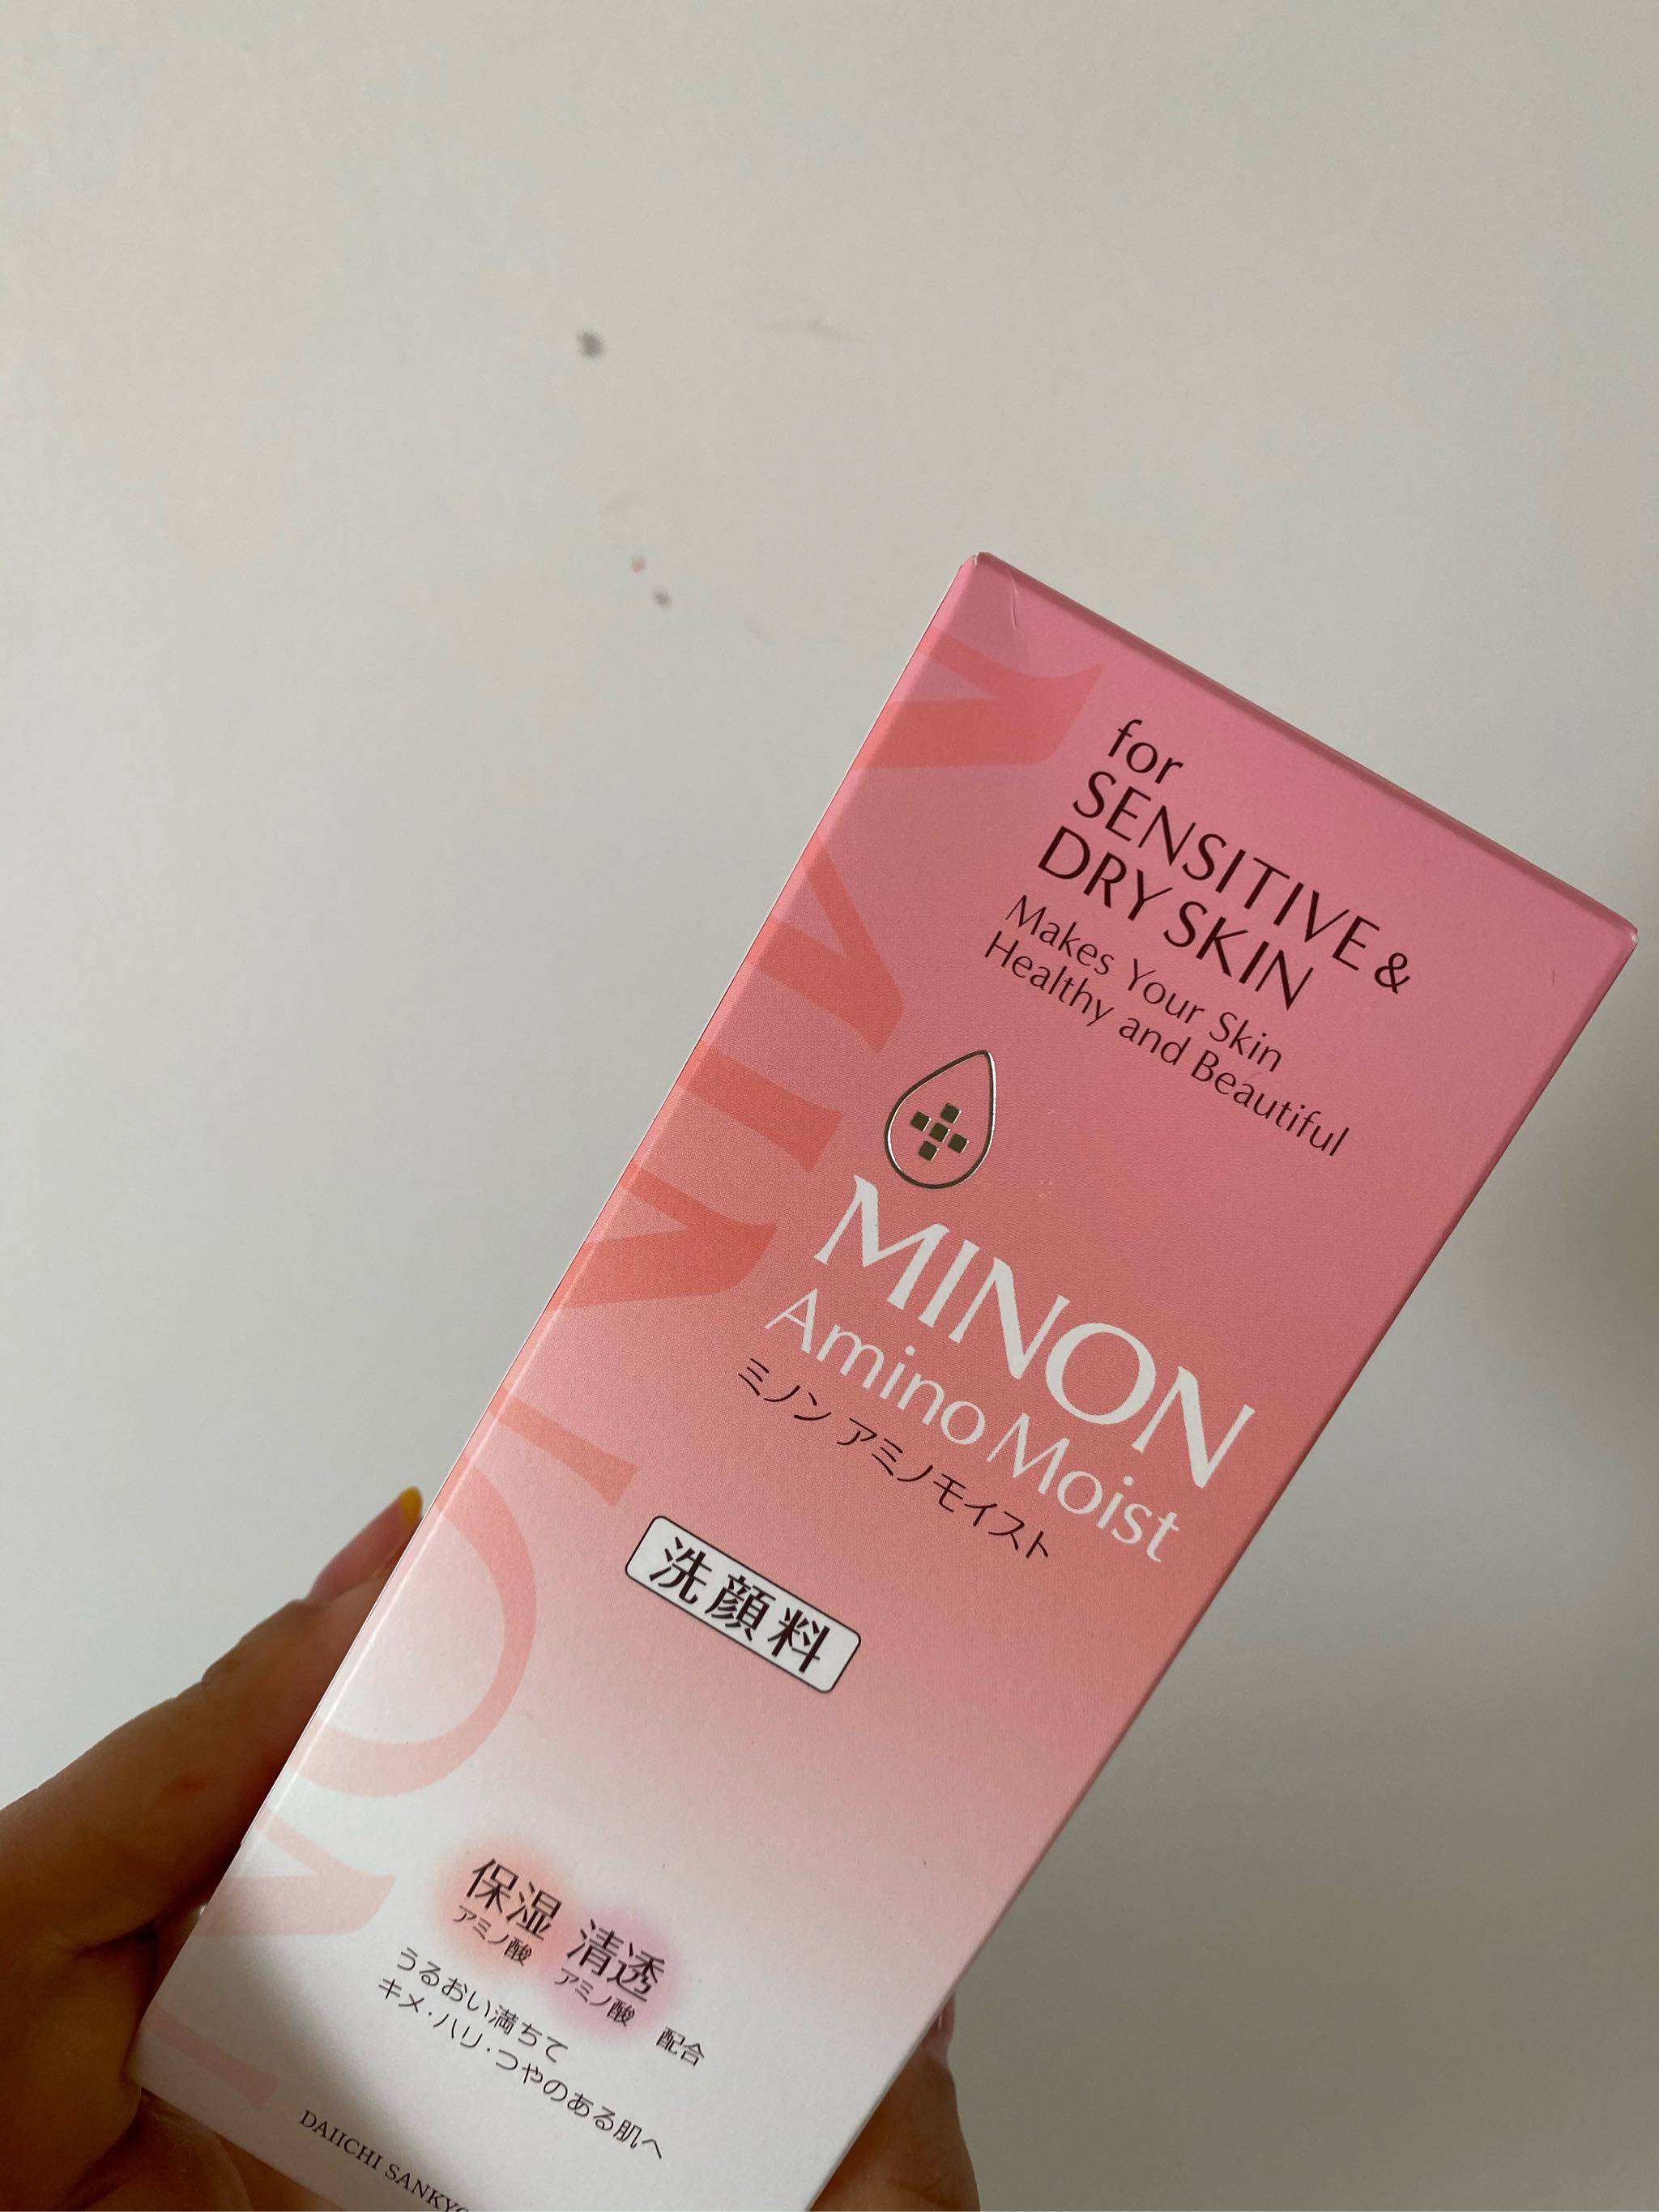 for
SENSITIVE &
DRY SKIN
Makes Your Skin
Healthy and Beautiful
MINON
Amino Moist
ミノン アミノモイスト
洗顔料
保湿 清透
アミノ酸 アミノ酸 配合
うるおい満ちて
キメ・ハリ・つやのある肌へ
DAIICHI SANKYO
MINON